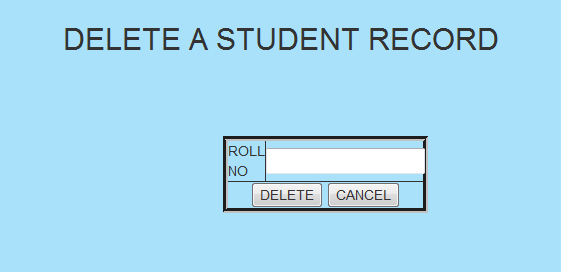 DELETE A STUDENT RECORD
ROLL
NO
DELETE CANCEL